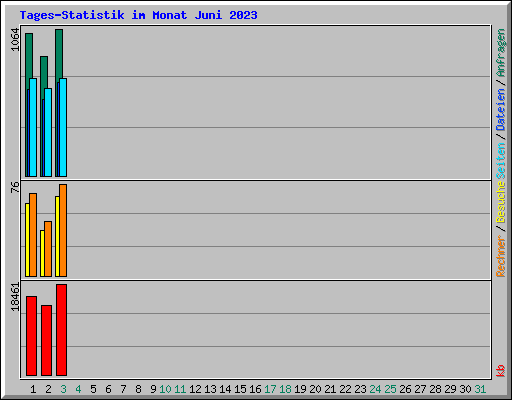 Tages-Statistik im Monat Juni 2023
1064
76
18461
Anfragen / Dateien / Seiten
Rechner / Besuche
kb
1 2 3 4 5 6 7 8 9 10 11 12 13 14 15 16 17 18 19 20 21 22 23 24 25 26 27 28 29 30 31